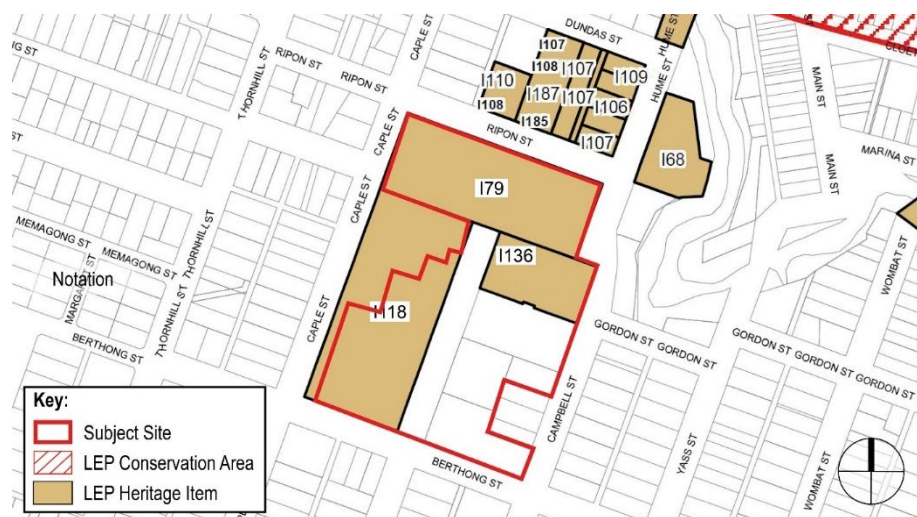 DUNDAS ST
HUME ST
CAPLE ST
THORNHILL ST
RIPON ST
RIPON ST
I107
I108
I107
I109
I110
I187
I107
I106
I108
I185
I107
RIPON ST
HUME ST
MAIN ST
MARINA ST
MAIN ST
I68
CAPLE ST
I79
CAPLE ST
THORNHILL ST
MEMAGONG ST
MEMAGONG ST
THORNHILL ST
Notation
BERTHONG ST
THORNHILL ST
CAPLE ST
I136
I118
WOMBAT ST
GORDON ST GORDON ST
GORDON ST GORDON ST
CAMPBELL ST
YASS ST
WOMBAT ST
BERTHONG ST
Key:
Subject Site
LEP Conservation Area
LEP Heritage Item